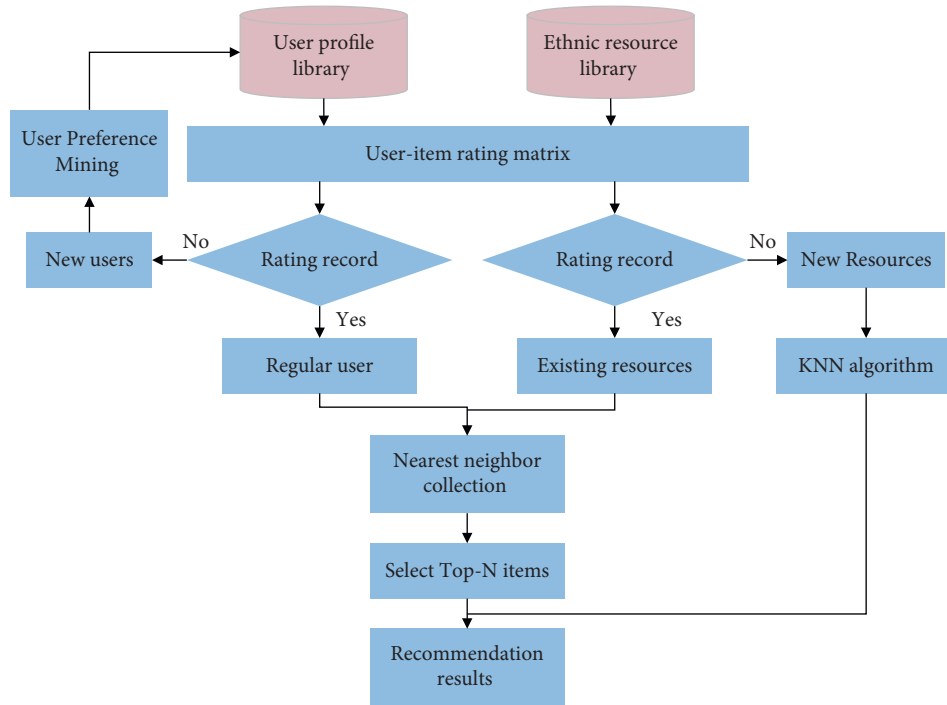 User profile
library
Ethnic resource
library
User Preference
Mining
User-item rating matrix
No
New users
Rating record
Rating record
No
New Resources
Yes
Yes
Regular user
Existing resources
KNN algorithm
Nearest neighbor
collection
Select Top-N items
Recommendation
results